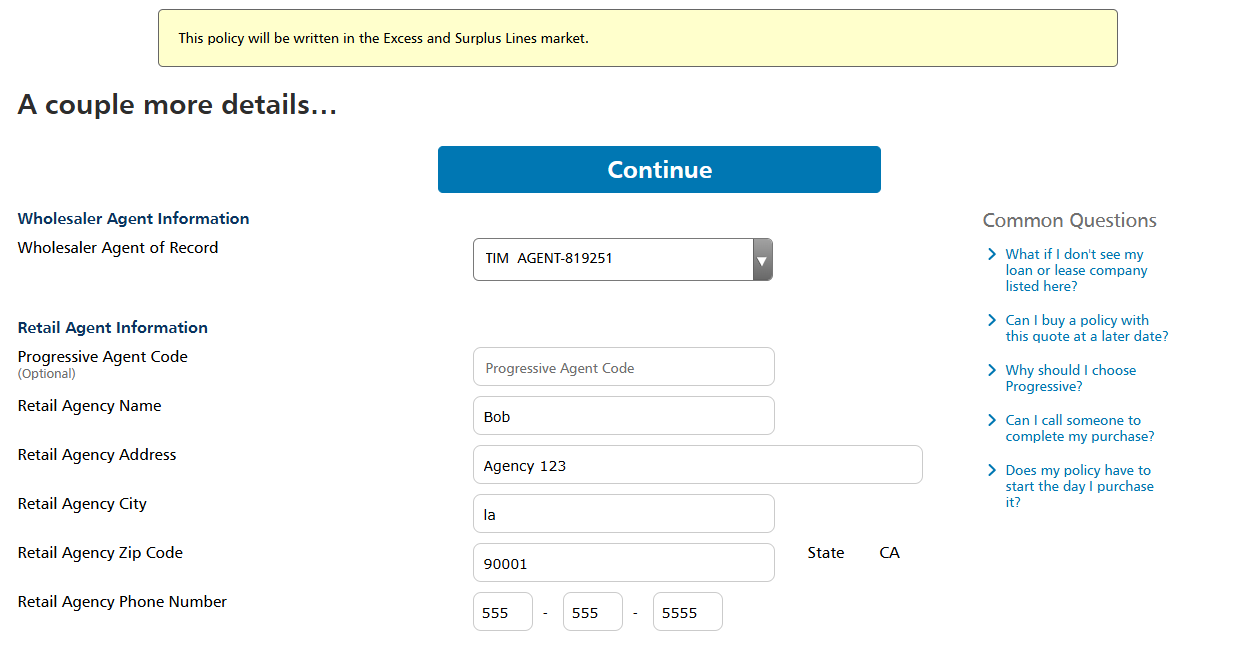 This policy will be written in the Excess and Surplus Lines market.
A couple more details...
Continue
Wholesaler Agent Information
Wholesaler Agent of Record
TIM  AGENT-819251
Retail Agent Information
Progressive Agent Code
(Optional)
Progressive Agent Code
Retail Agency Name
Bob
Retail Agency Address
Agency 123
Retail Agency City
la
Retail Agency Zip Code
90001
State CA
Retail Agency Phone Number
555 - 555 - 5555
Common Questions
What if I don't see my
loan or lease company
listed here?
Can I buy a policy with
this quote at a later date?
Why should I choose
Progressive?
Can I call someone to
complete my purchase?
Does my policy have to
start the day I purchase
it?